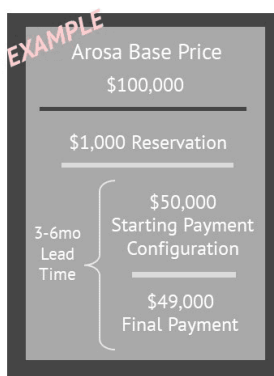 EXAMPLE
Arosa Base Price
$100,000
$1,000 Reservation
3-6mo
Lead
Time
$50,000
Starting Payment
Configuration
$49,000
Final Payment